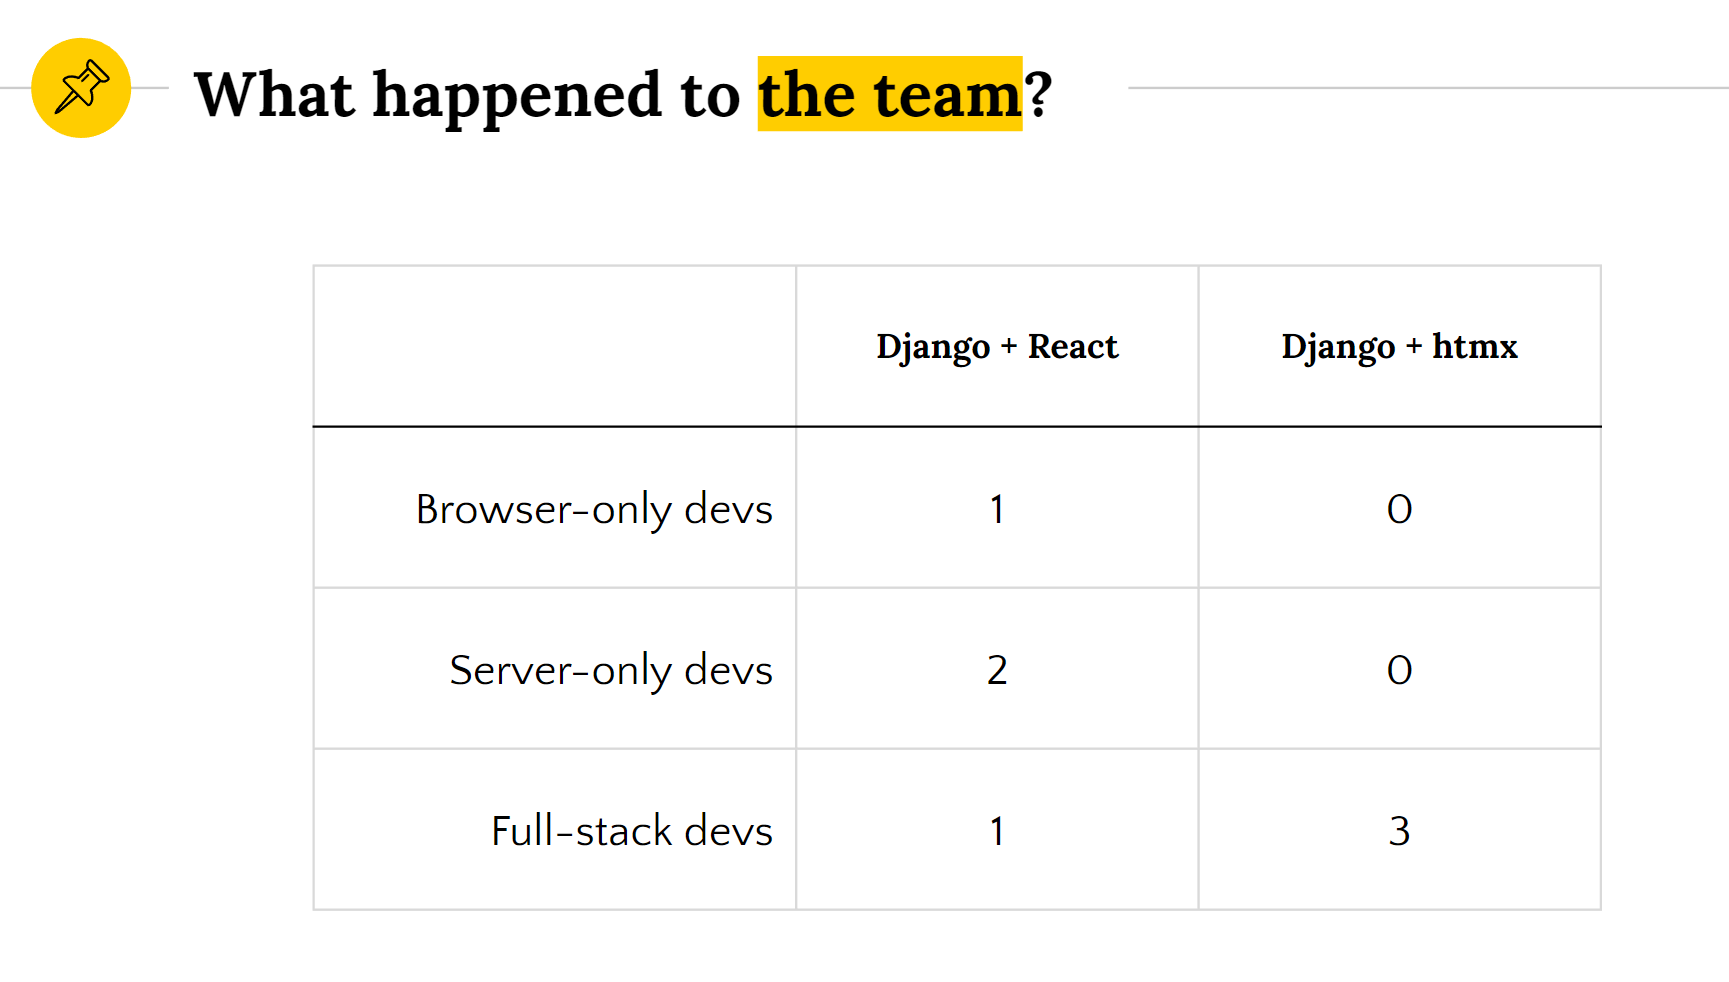 What happened to the team?
Django + React Django + htmx
Browser-only devs 1 0
Server-only devs 2 0
Full-stack devs 1 3